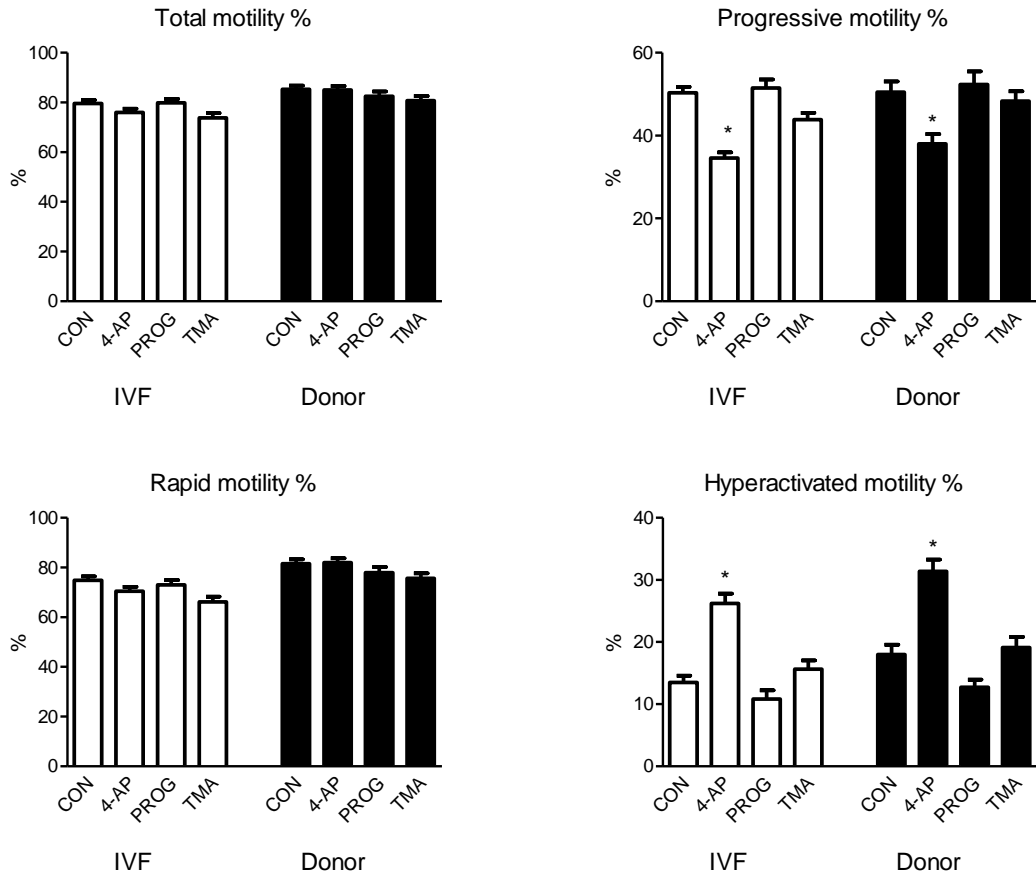 Total motility %
100
80
60
40
20
0
%
CON 4-AP PROG TMA CON 4-AP PROG TMA
IVF Donor
Progressive motility %
60
40
20
0
%
* *
CON 4-AP PROG TMA CON 4-AP PROG TMA
IVF Donor
Rapid motility %
100
80
60
40
20
0
%
CON 4-AP PROG TMA CON 4-AP PROG TMA
IVF Donor
Hyperactivated motility %
40
30
20
10
0
%
* *
CON 4-AP PROG TMA CON 4-AP PROG TMA
IVF Donor